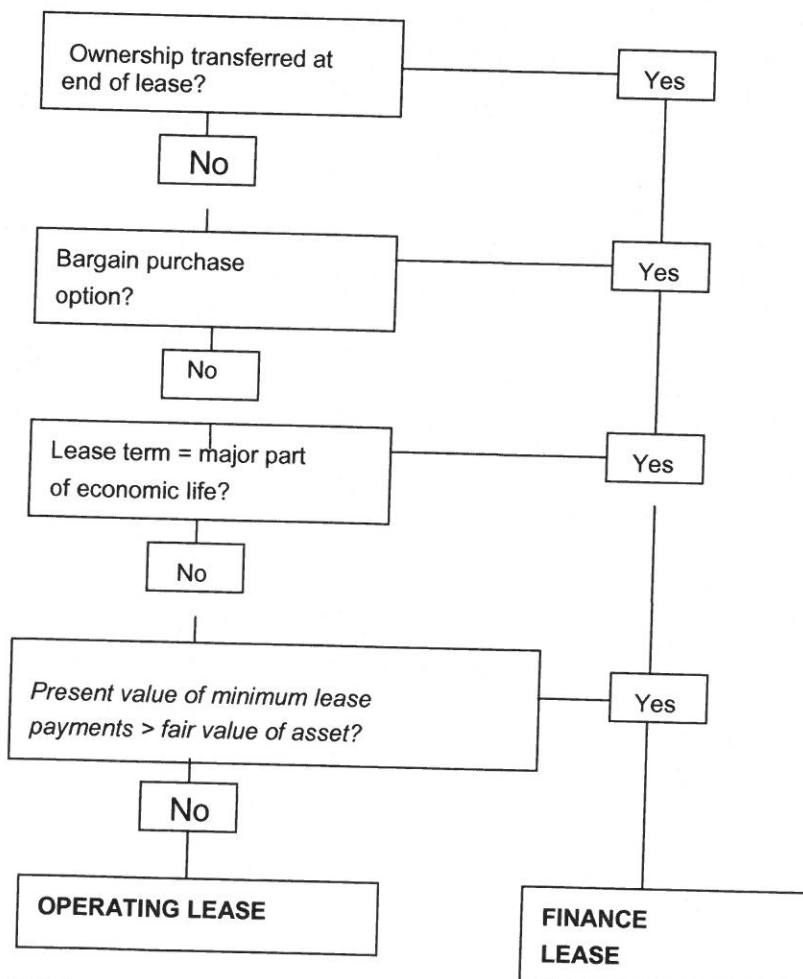 Ownership transferred at
end of lease?
Yes
No
Bargain purchase
option?
Yes
No
Lease term = major part
of economic life?
Yes
No
Present value of minimum lease
payments > fair value of asset?
Yes
No
OPERATING LEASE
FINANCE
LEASE